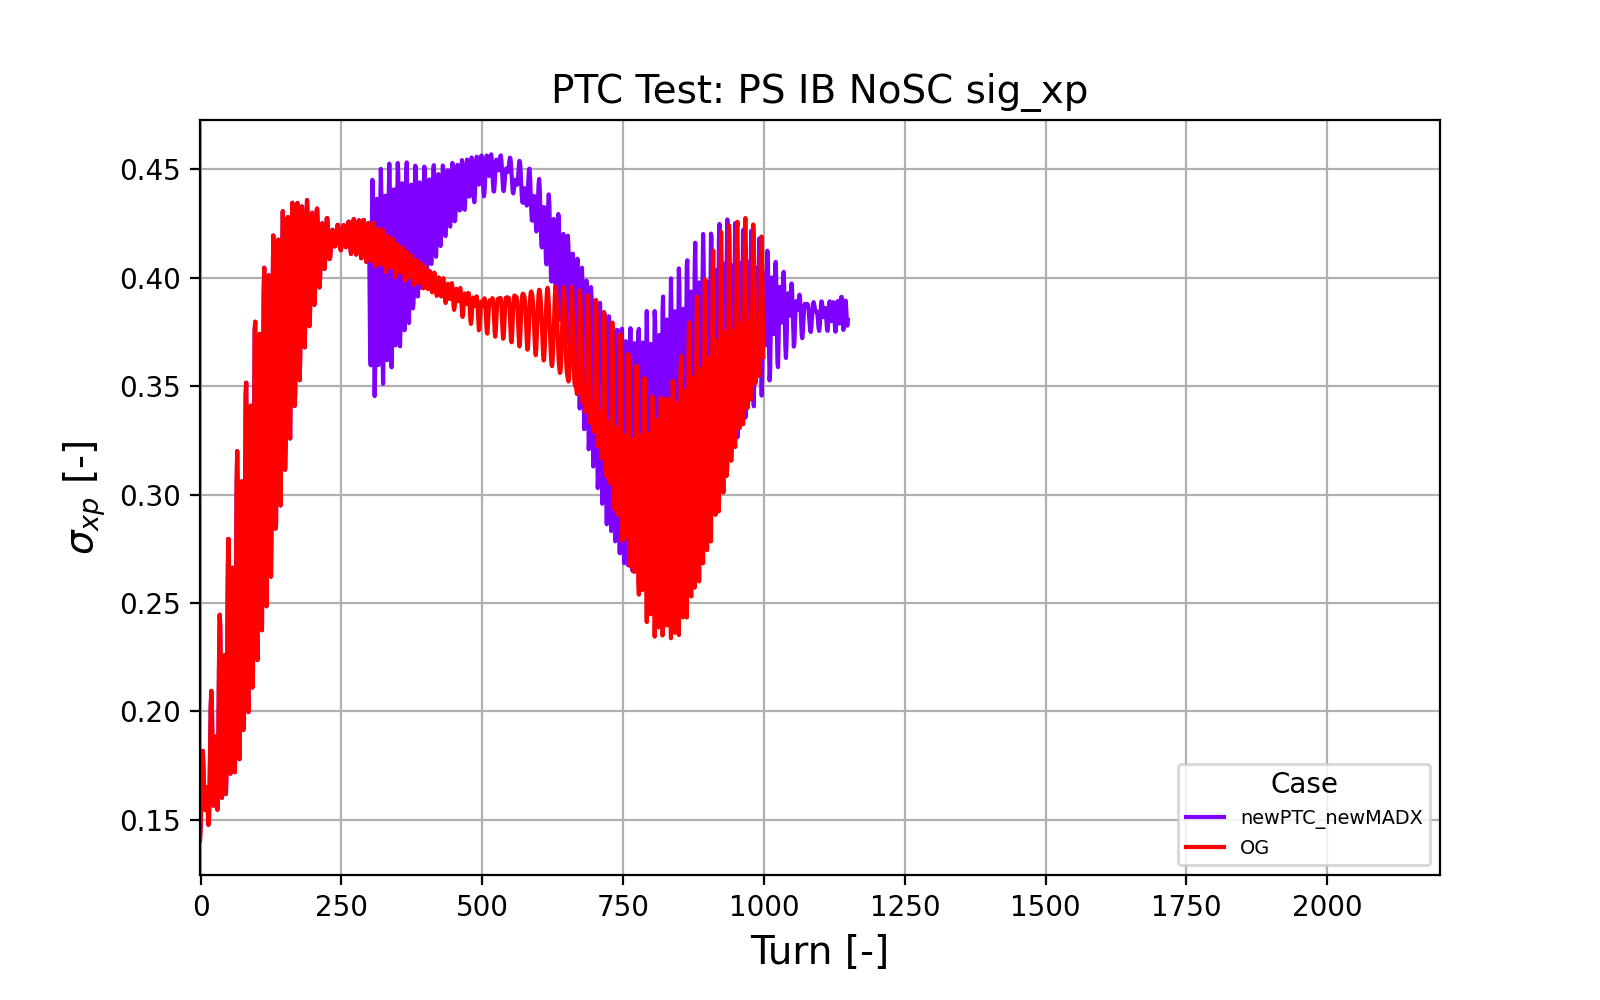 PTC Test: PS IB NoSC sig_xp
σxp [-]
0.45
0.40
0.35
0.30
0.25
0.20
0.15
0 250 500 750 1000 1250 1500 1750 2000
Turn [-]
Case
newPTC_newMADX
OG